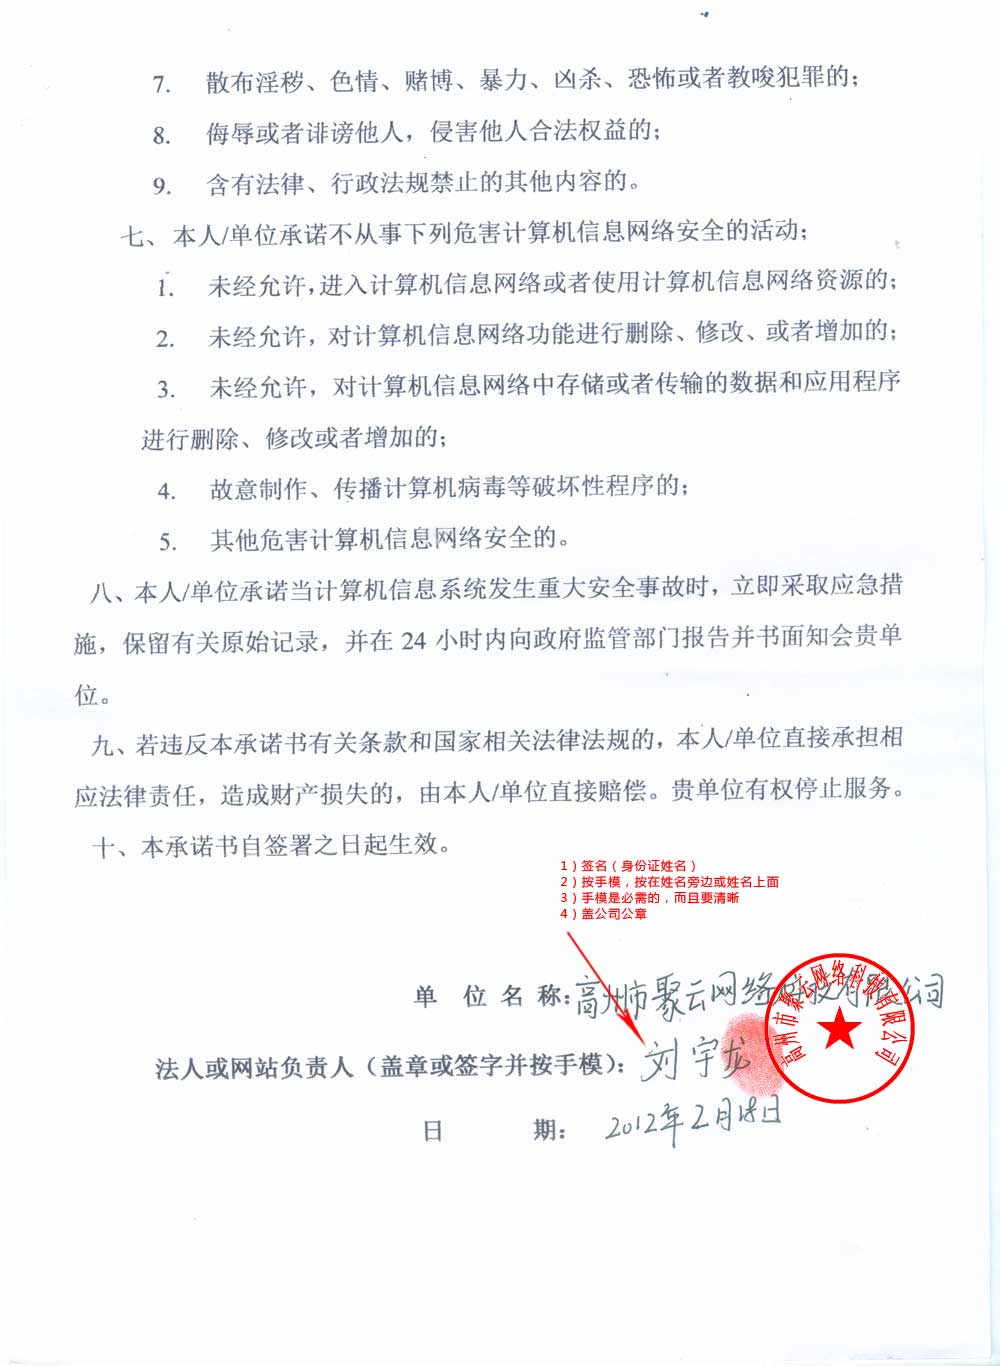 7. 散布淫秽、色情、赌博、暴力、凶杀、恐怖或者教唆犯罪的；
8. 侮辱或者诽谤他人，侵害他人合法权益的；
9. 含有法律、行政法规禁止的其他内容的。
七、本人/单位承诺不从事下列危害计算机信息网络安全的活动；
1. 未经允许，进入计算机信息网络或者使用计算机信息网络资源的；
2. 未经允许，对计算机信息网络功能进行删除、修改、或者增加的；
3. 未经允许，对计算机信息网络中存储或者传输的数据和应用程序
进行删除、修改或者增加的；
4. 故意制作、传播计算机病毒等破坏性程序的；
5. 其他危害计算机信息网络安全的。
八、本人/单位承诺当计算机信息系统发生重大安全事故时，立即采取应急措
施，保留有关原始记录，并在 24 小时内向政府监管部门报告并书面知会贵单
位。
九、若违反本承诺书有关条款和国家相关法律法规的，本人/单位直接承担相
应法律责任，造成财产损失的，由本人/单位直接赔偿。贵单位有权停止服务。
十、本承诺书自签署之日起生效。
1）签名（身份证姓名）
2）按手模，按在姓名旁边或姓名上面
3）手模是必需的，而且要清晰
4）盖公司公章
单 位 名 称：高州市聚云网络科技有限公司
高州市聚云网络科技有限公司
法人或网站负责人（盖章或签字并按手模）：刘宇龙
日 期： 2012年2月18日